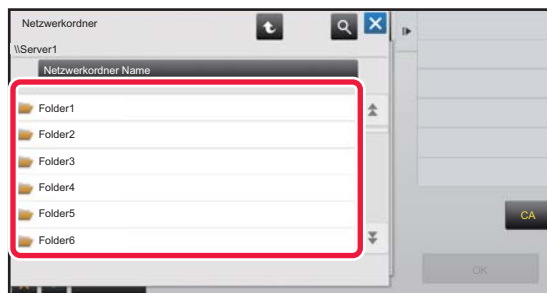 Netzwerkordner
\\Server1
Netzwerkordner Name
Folder1
Folder2
Folder3
Folder4
Folder5
Folder6
CA
OK